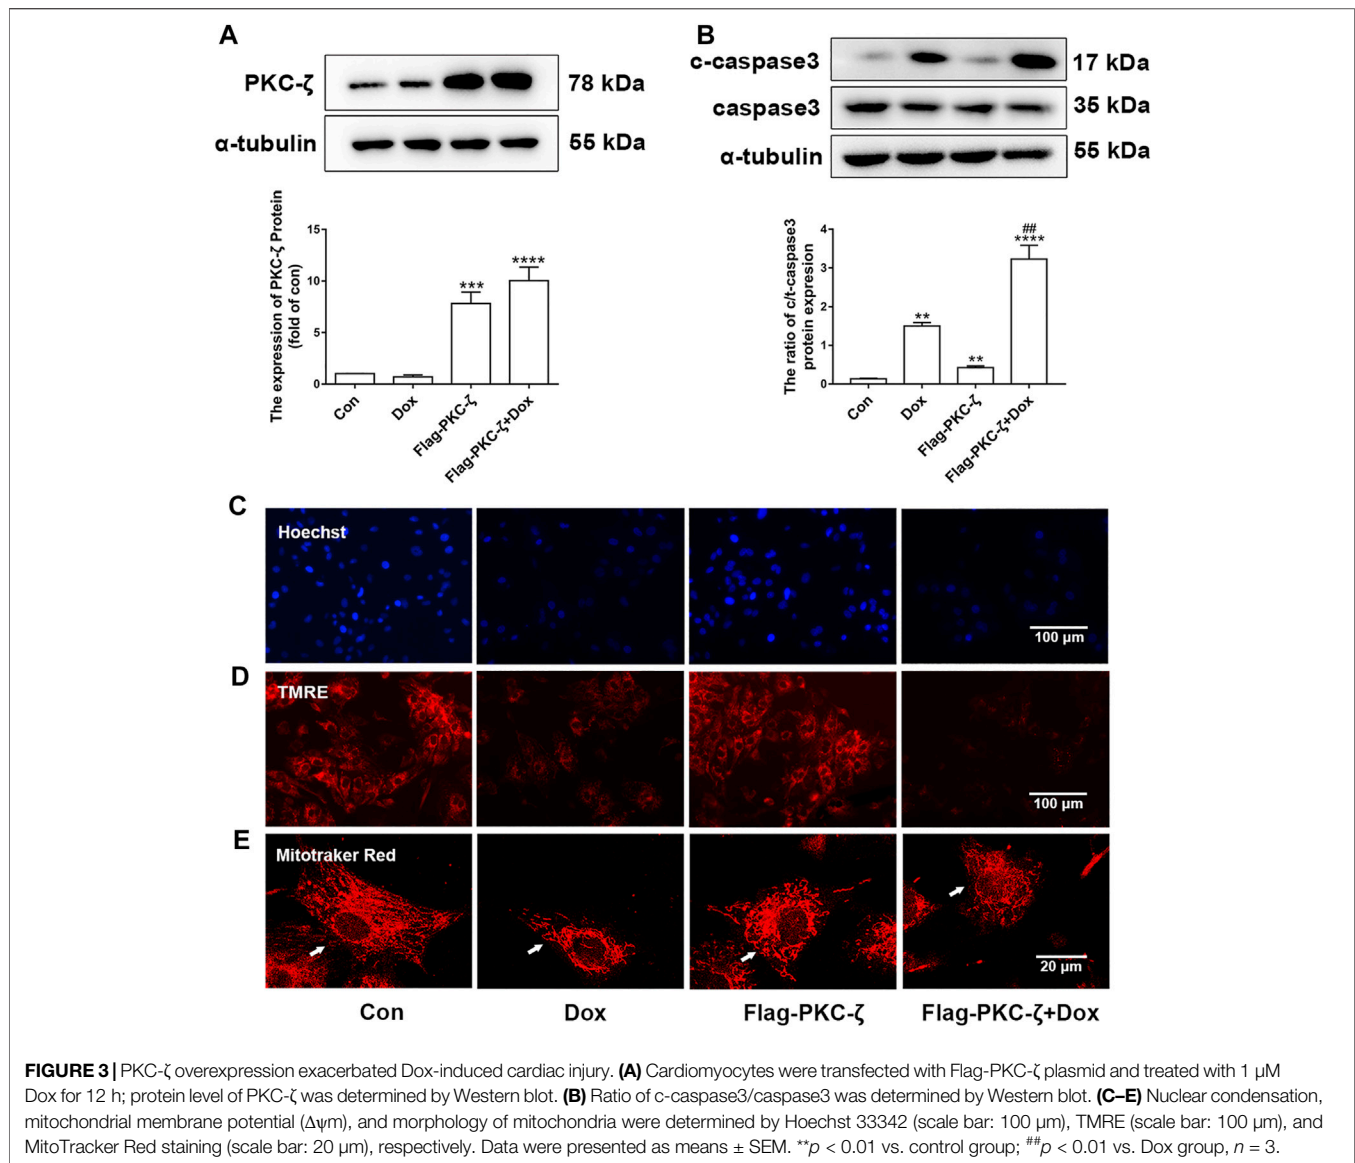 A
PKC-ζ
78 kDa
α-tubulin
55 kDa
B
c-caspase3
17 kDa
caspase3
35 kDa
α-tubulin
55 kDa
The expression of PKC-ζ Protein
(fold of con)
15
10
5
0
***
****
Con
Dox
Flag-PKC-ζ
Flag-PKC-ζ+Dox
The ratio of c/t-caspase3
protein expresion
4
3
2
1
0
**
**
##
****
Con
Dox
Flag-PKC-ζ
Flag-PKC-ζ+Dox
C
Hoechst
100 µm
D
TMRE
100 µm
E
Mitotraker Red
20 µm
Con
Dox
Flag-PKC-ζ
Flag-PKC-ζ+Dox
FIGURE 3 | PKC-ζ overexpression exacerbated Dox-induced cardiac injury. (A) Cardiomyocytes were transfected with Flag-PKC-ζ plasmid and treated with 1 µM
Dox for 12 h; protein level of PKC-ζ was determined by Western blot. (B) Ratio of c-caspase3/caspase3 was determined by Western blot. (C–E) Nuclear condensation,
mitochondrial membrane potential (Δψm), and morphology of mitochondria were determined by Hoechst 33342 (scale bar: 100 µm), TMRE (scale bar: 100 µm), and
MitoTracker Red staining (scale bar: 20 µm), respectively. Data were presented as means ± SEM. **p < 0.01 vs. control group; ##p < 0.01 vs. Dox group, n = 3.